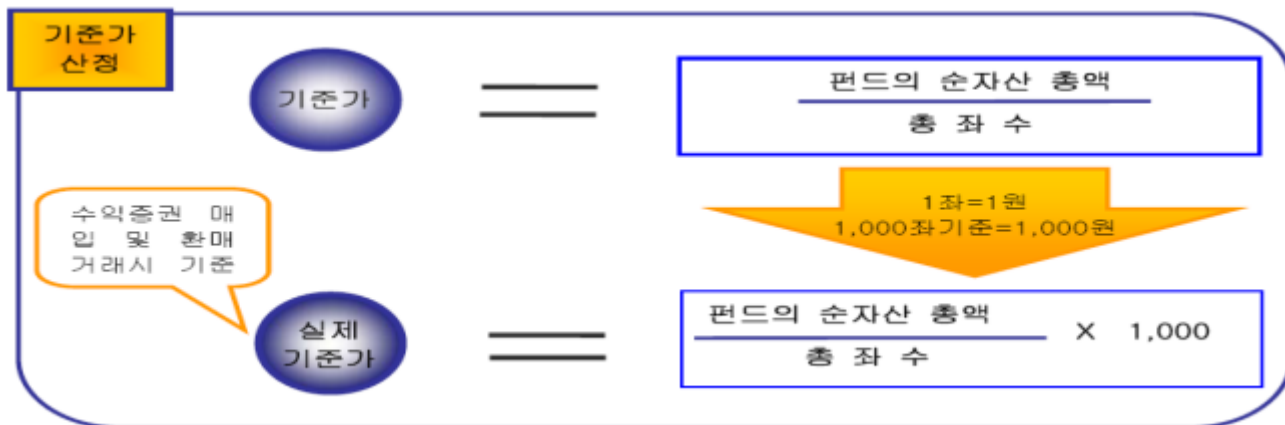 기준가
산정
기준가
펀드의 순자산 총액
총 좌 수
1좌=1원
1,000좌기준=1,000원
수익증권 매
입 및 환매
거래시 기준
실제
기준가
펀드의 순자산 총액
총 좌 수
X 1,000